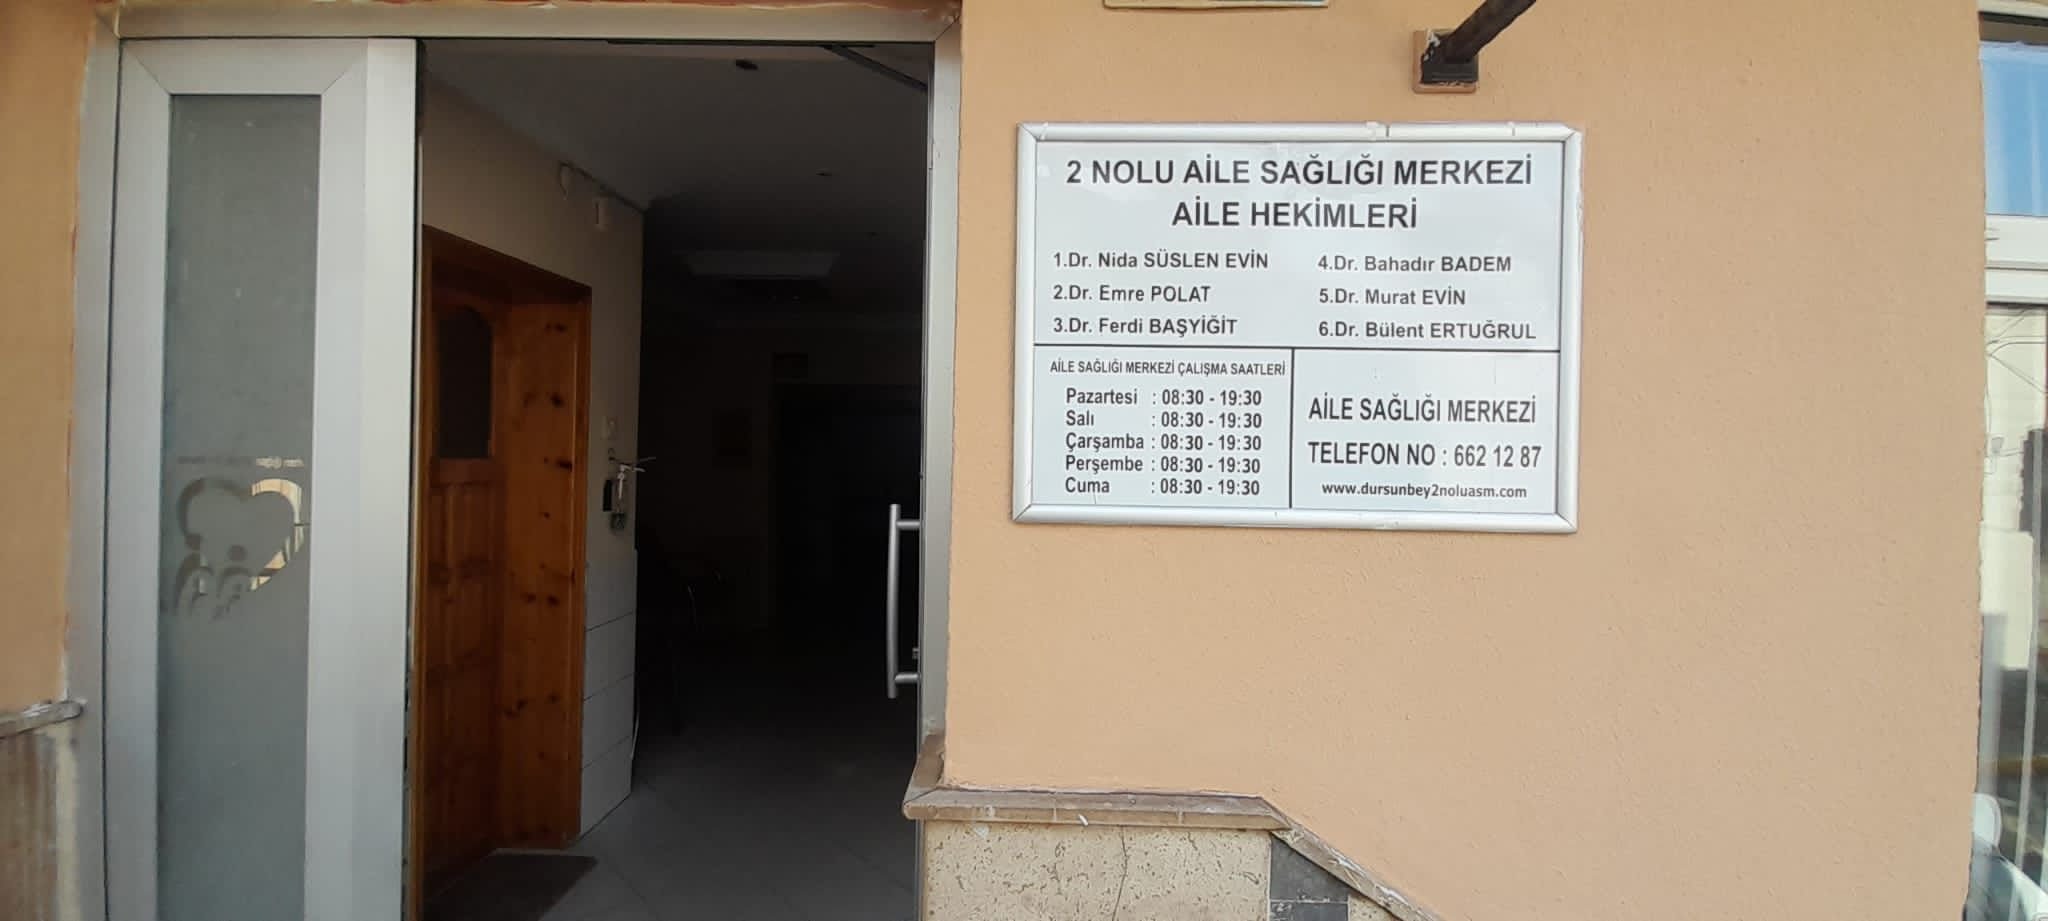 2 NOLU AİLE SAĞLIĞI MERKEZİ
AİLE HEKİMLERİ
1.Dr. Nida SÜSLEN EVİN
2.Dr. Emre POLAT
3.Dr. Ferdi BAŞYİĞİT
4.Dr. Bahadır BADEM
5.Dr. Murat EVİN
6.Dr. Bülent ERTUĞRUL
AİLE SAĞLIĞI MERKEZİ ÇALIŞMA SAATLERİ
Pazartesi : 08:30 - 19:30
Salı : 08:30 - 19:30
Çarşamba : 08:30 - 19:30
Perşembe : 08:30 - 19:30
Cuma : 08:30 - 19:30
AİLE SAĞLIĞI MERKEZİ
TELEFON NO : 662 12 87
www.dursunbey2noluasm.com